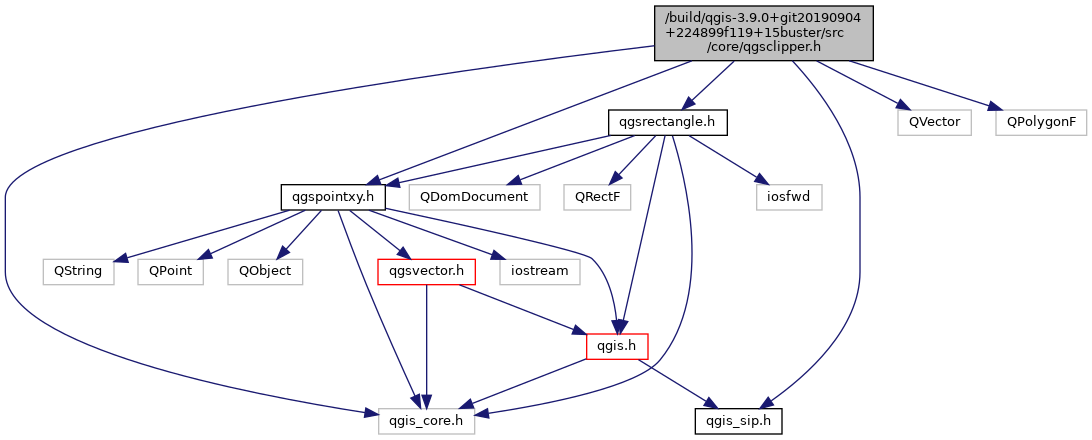 /build/qgis-3.9.0+git20190904
+224899f119+15buster/src
/core/qgsclipper.h
qgsrectangle.h
QVector
QPolygonF
qgspointxy.h
QDomDocument
QRectF
iosfwd
QString
QPoint
QObject
qgsvector.h
iostream
qgis.h
qgis_core.h
qgis_sip.h